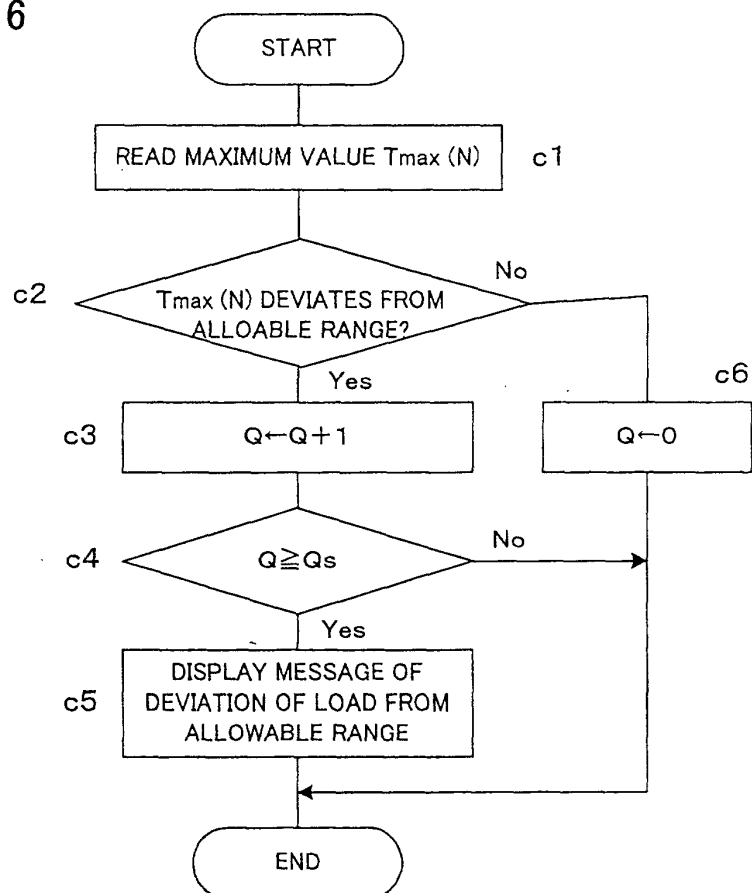 6
START
READ MAXIMUM VALUE Tmax (N)
c1
c2
No
Tmax (N) DEVIATES FROM
ALLOABLE RANGE?
Yes
c6
c3
Q←Q+1
Q←0
c4
Q≧Qs
No
Yes
c5
DISPLAY MESSAGE OF
DEVIATION OF LOAD FROM
ALLOWABLE RANGE
END